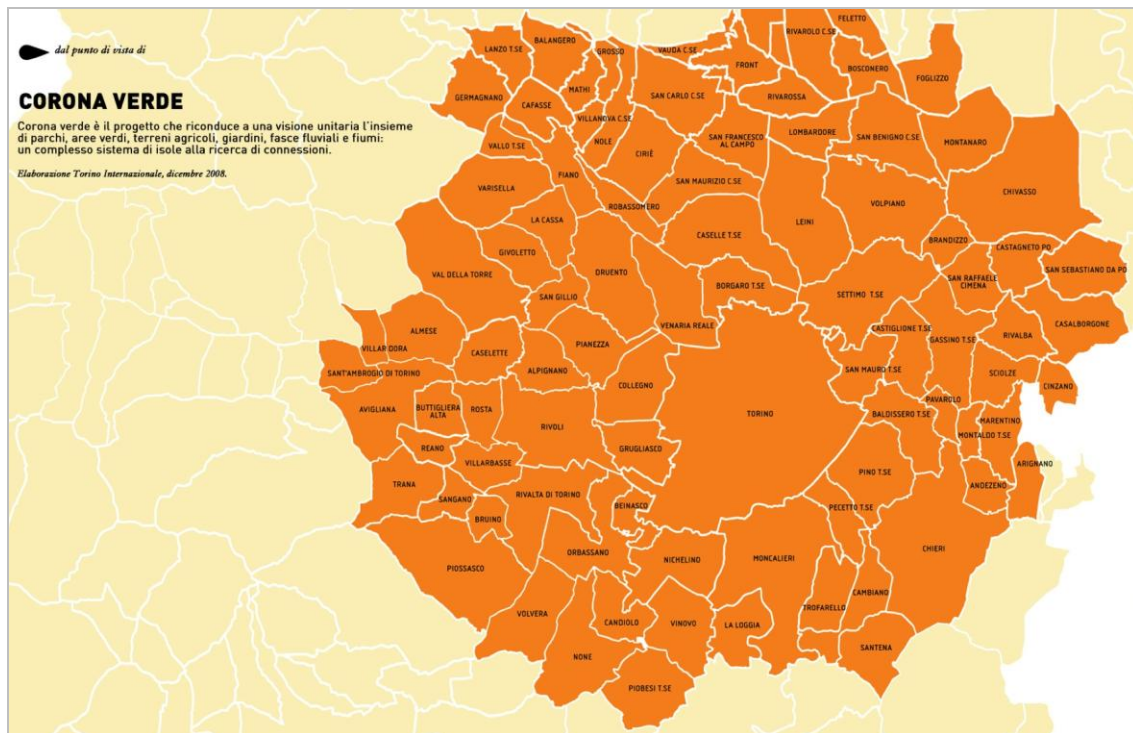 dal punto di vista di
CORONA VERDE
Corona verde è il progetto che riconduce a una visione unitaria l'insieme
di parchi, aree verdi, terreni agricoli, giardini, fasce fluviali e fiumi:
un complesso sistema di isole alla ricerca di connessioni.
Elaborazione Torino Internazionale, dicembre 2008.
FELETTO
RIVAROLO C.SE
LANZO T.SE
BALANGERO
GROSSO
VAUDA C.SE
FRONT
BOSCONERO
FOGLIZZO
GERMAGNANO
CAFASSE
MATHI
SAN CARLO C.SE
RIVAROSSA
VILLANOVA C.SE
VALLO T.SE
NOLE
CIRIÈ
SAN FRANCESCO
AL CAMPO
LOMBARDORE
SAN BENIGNO C.SE
MONTANARO
FIANO
VARISELLA
ROBASSOMERO
SAN MAURIZIO C.SE
CHIVASSO
LA CASSA
CASELLE T.SE
LEINI
VOLPIANO
GIVOLETTO
BRANDIZZO
CASTAGNETO PO
VAL DELLA TORRE
DRUENTO
BORGARO T.SE
SAN RAFFAELE
CIMENA
SAN SEBASTIANO DA PO
SAN GILLIO
SETTIMO T.SE
VENARIA REALE
CASTIGLIONE T.SE
GASSINO T.SE
RIVALBA
CASALBORGONE
ALMESE
VILLAR DORA
CASELETTE
PIANEZZA
ALPIGNANO
SANT'AMBROGIO DI TORINO
COLLEGNO
SAN MAURO T.SE
SCIOLZE
CINZANO
AVIGLIANA
BUTTIGLIERA
ALTA
ROSTA
RIVOLI
TORINO
PAVAROLO
BALDISSERO T.SE
MARENTINO
MONTALDO T.SE
REANO
VILLARBASSE
GRUGLIASCO
PINO T.SE
ARIGNANO
TRANA
SANGANO
RIVALTA DI TORINO
BEINASCO
ANDEZENO
BRUINO
PECETTO T.SE
PIOSSASCO
ORBASSANO
NICHELINO
MONCALIERI
CHIERI
VOLVERA
CANDIOLO
VINOVO
LA LOGGIA
TROFARELLO
CAMBIANO
NONE
SANTENA
PIOBESI T.SE